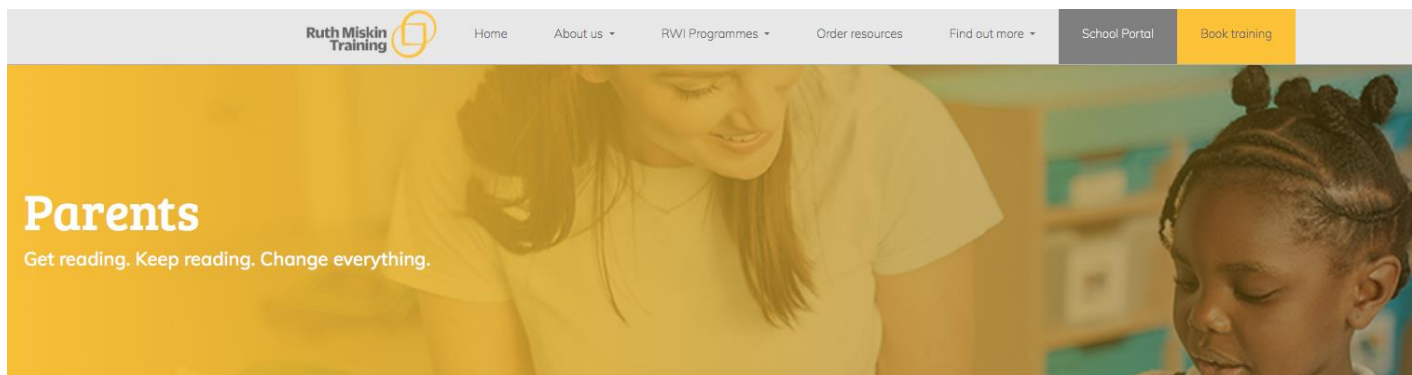 Ruth Miskin
Training
Home
About us
RWI Programmes
Order resources
Find out more
School Portal
Book training
Parents
Get reading. Keep reading. Change everything.